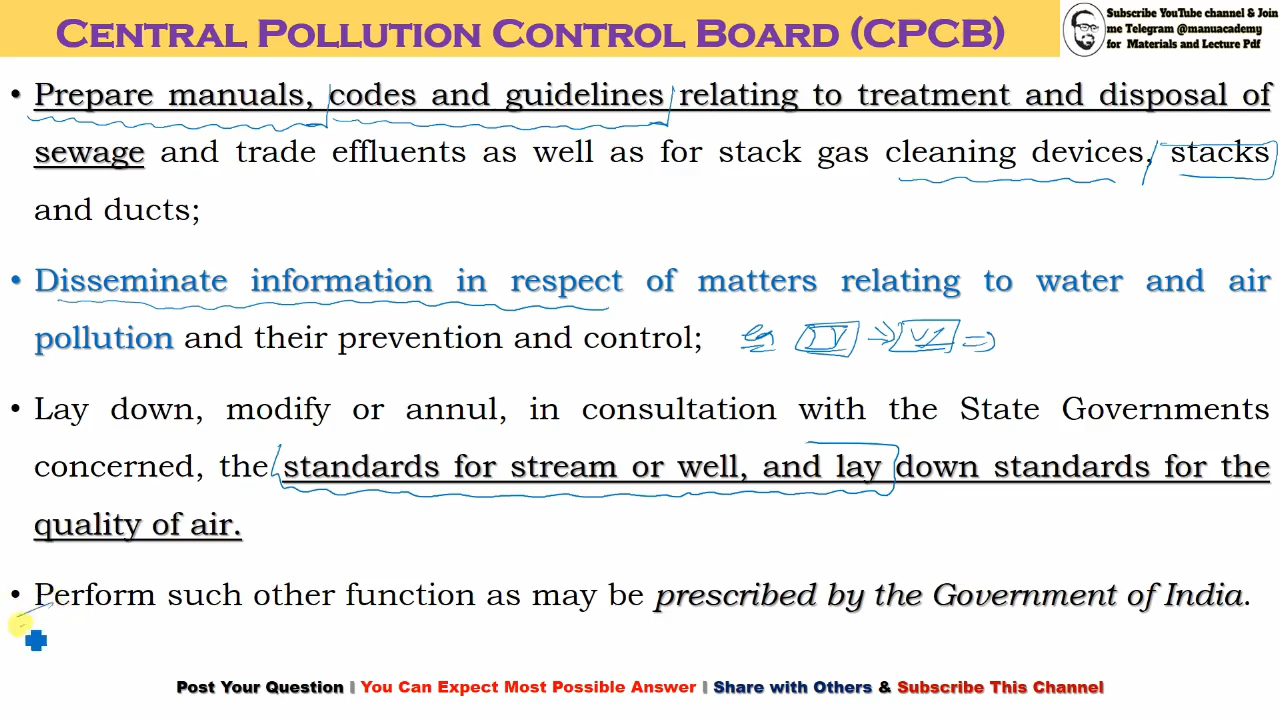 CENTRAL POLLUTION CONTROL BOARD (CPCB)
Subscribe YouTube channel & Join
me Telegram @manuacademy
for Materials and Lecture Pdf
• Prepare manuals, codes and guidelines relating to treatment and disposal of
sewage and trade effluents as well as for stack gas cleaning devices, stacks
and ducts;
• Disseminate information in respect of matters relating to water and air
pollution and their prevention and control;
• Lay down, modify or annul, in consultation with the State Governments
concerned, the standards for stream or well, and lay down standards for the
quality of air.
• Perform such other function as may be prescribed by the Government of India.
Post Your Question | You Can Expect Most Possible Answer | Share with Others & Subscribe This Channel